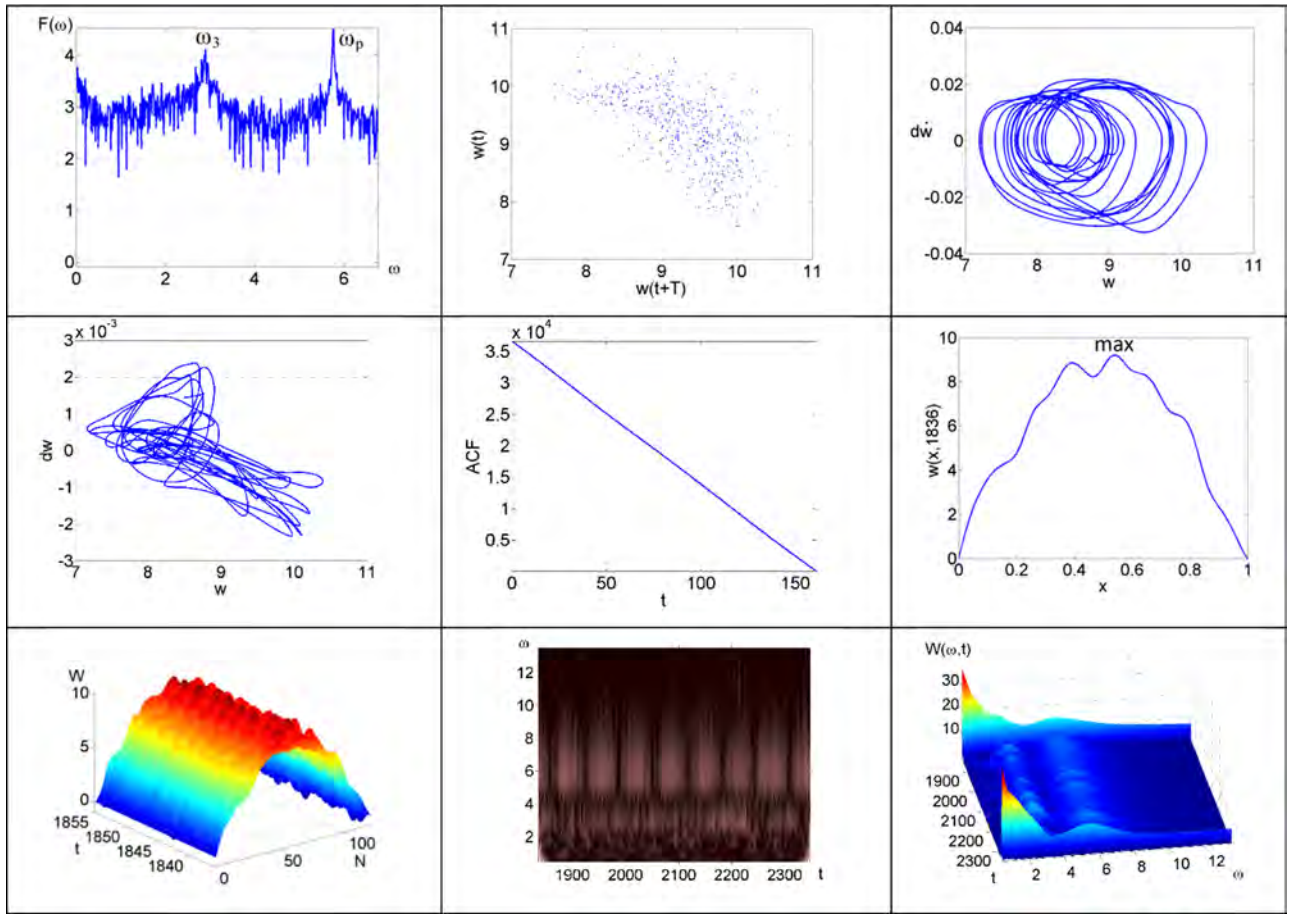 F(ω)
ω₃
ωₚ
4
3
2
1
0
0 2 4 6 ω
11
10
9
8
7
w(t)
7 8 9 10 11
w(t+T)
0.04
0.02
0
-0.02
-0.04
dẇ
7 8 9 10 11
w
3 x 10⁻³
2
1
0
-1
-2
-3
dw
7 8 9 10 11
w
x 10⁴
3.5
3
2.5
2
1.5
1
0.5
ACF
0 50 100 150
t
10
8
6
4
2
0
w(x,1836)
max
0 0.2 0.4 0.6 0.8 1
x
W
10
5
0
1855
1850
1845
1840
t
0
50
100
N
ω
12
10
8
6
4
2
1900 2000 2100 2200 2300 t
W(ω,t)
30
20
10
1900
2000
2100
2200
2300
t
2 4 6 8 10 12
ω